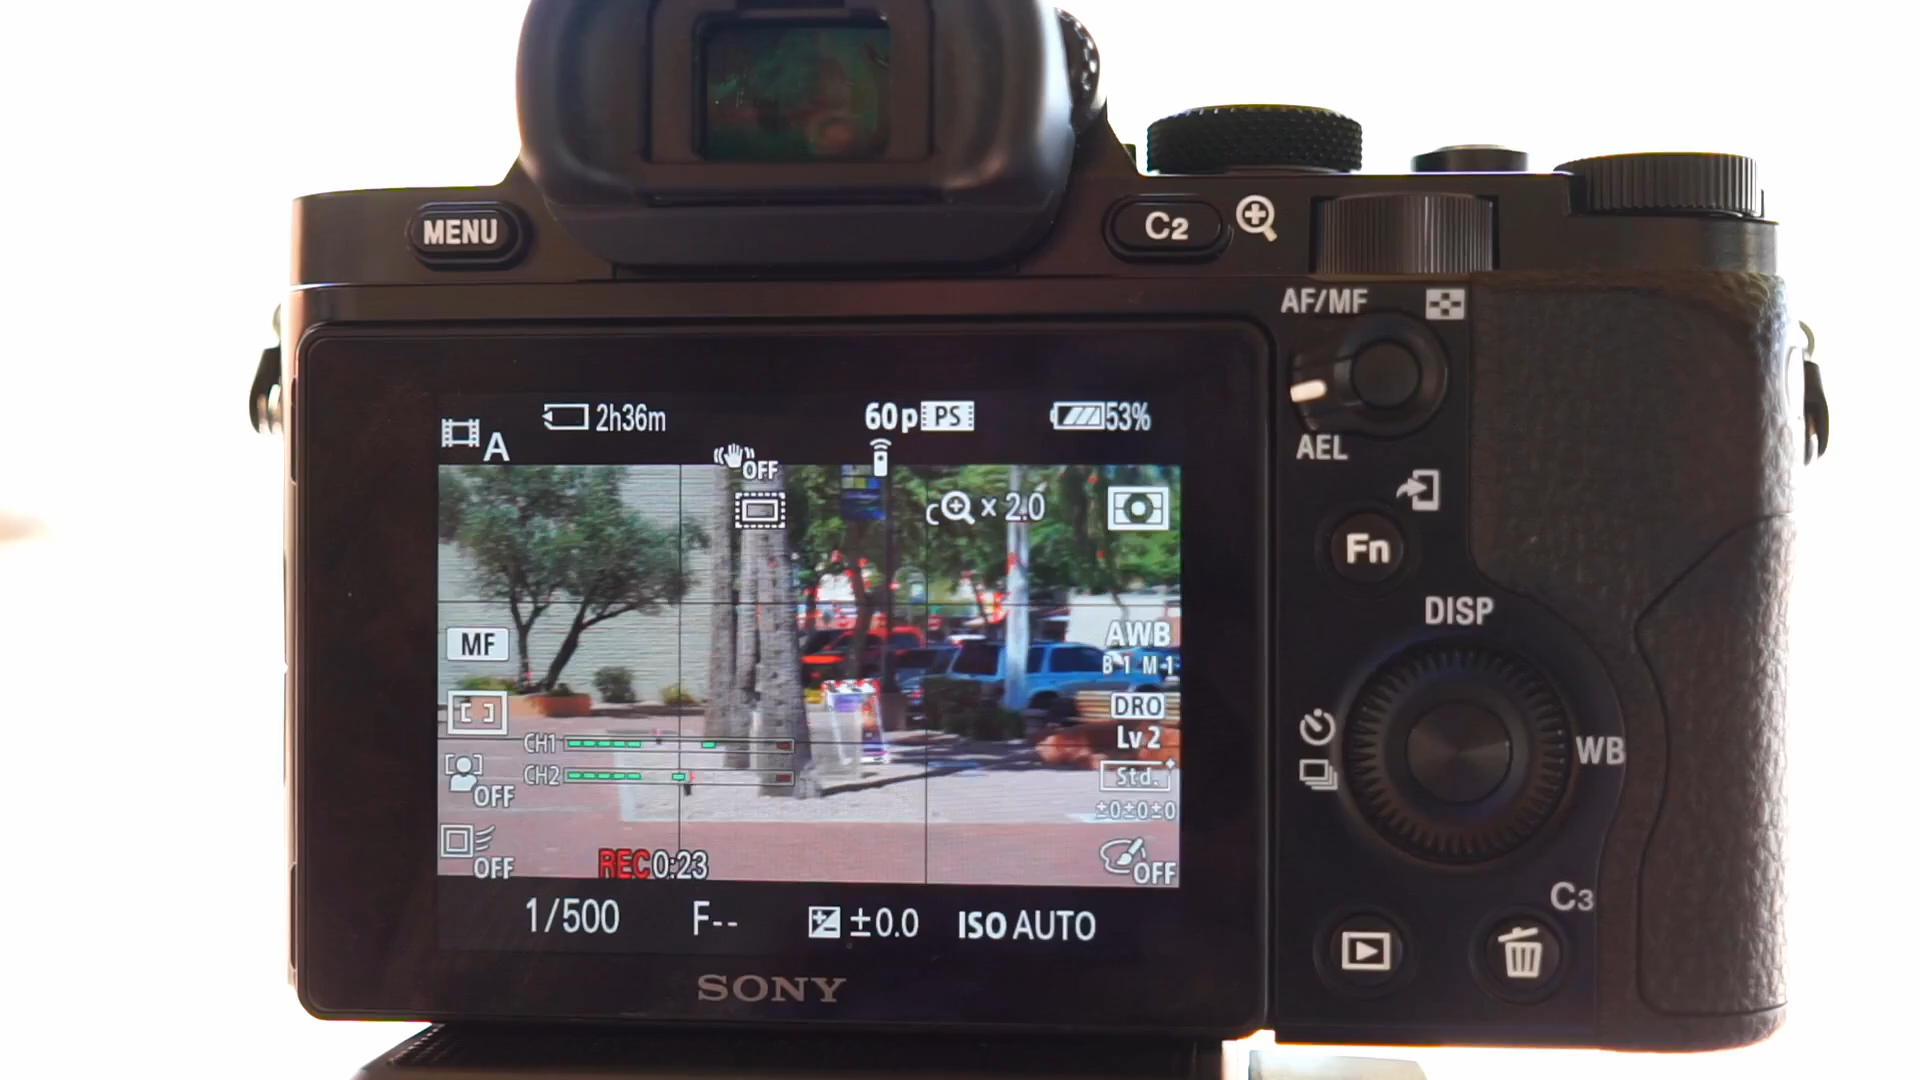 MENU
C2
AF/MF
AEL
Fn
DISP
WB
C3
A
2h36m
60p PS
53%
OFF
C × 2.0
MF
AWB
B1 M1
DRO
Lv 2
CH1
CH2
OFF
Std.
±0±0±0
OFF
REC 0:23
OFF
1/500 F-- ±0.0 ISO AUTO
SONY